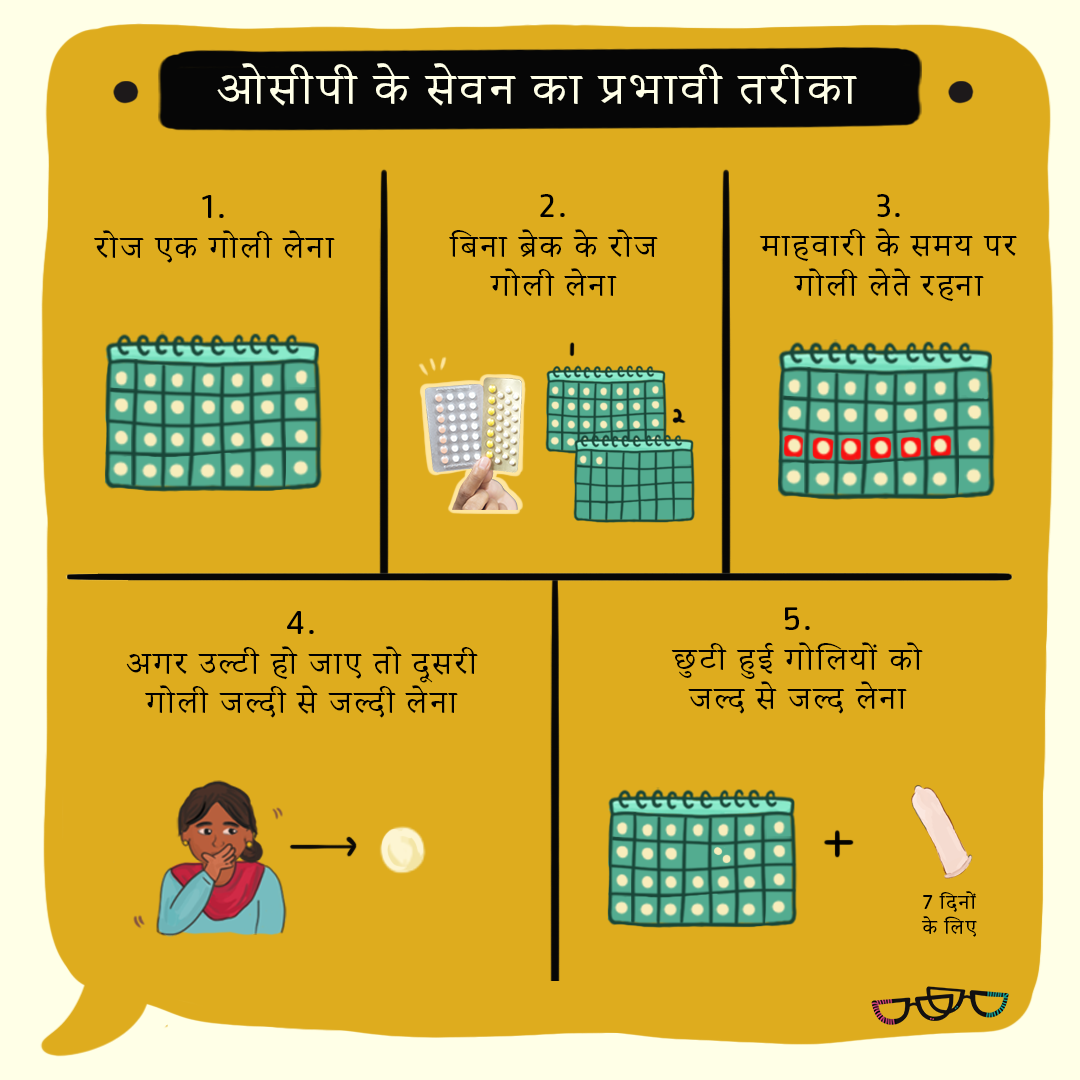 ओसीपी के सेवन का प्रभावी तरीका
1.
रोज एक गोली लेना
2.
बिना ब्रेक के रोज
गोली लेना
1
2
3.
माहवारी के समय पर
गोली लेते रहना
4.
अगर उल्टी हो जाए तो दूसरी
गोली जल्दी से जल्दी लेना
5.
छुटी हुई गोलियों को
जल्द से जल्द लेना
+
7 दिनों
के लिए